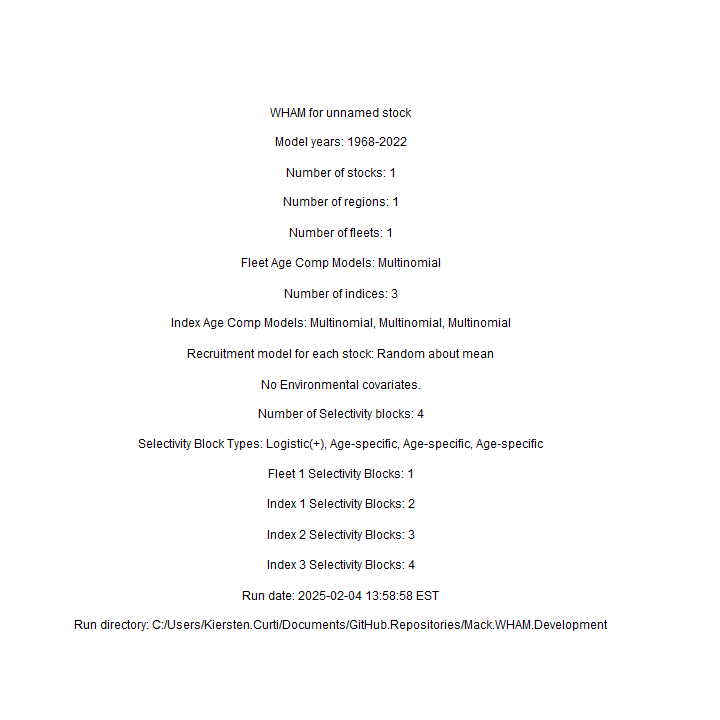 WHAM for unnamed stock
Model years: 1968-2022
Number of stocks: 1
Number of regions: 1
Number of fleets: 1
Fleet Age Comp Models: Multinomial
Number of indices: 3
Index Age Comp Models: Multinomial, Multinomial, Multinomial
Recruitment model for each stock: Random about mean
No Environmental covariates.
Number of Selectivity blocks: 4
Selectivity Block Types: Logistic(+), Age-specific, Age-specific, Age-specific
Fleet 1 Selectivity Blocks: 1
Index 1 Selectivity Blocks: 2
Index 2 Selectivity Blocks: 3
Index 3 Selectivity Blocks: 4
Run date: 2025-02-04 13:58:58 EST
Run directory: C:/Users/Kiersten.Curti/Documents/GitHub.Repositories/Mack.WHAM.Development